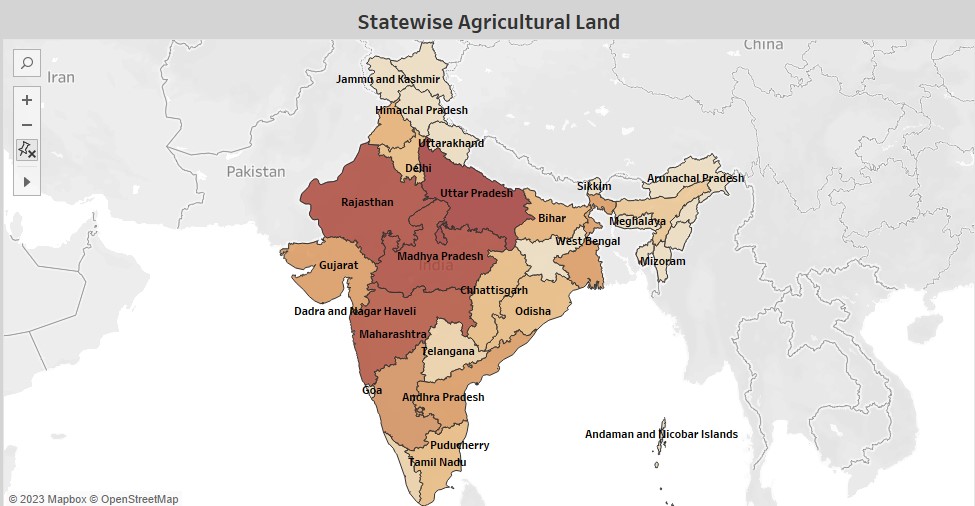 Statewise Agricultural Land
China
Iran
Jammu and Kashmir
Himachal Pradesh
Uttarakhand
Pakistan
Delhi
Arunachal Pradesh
Sikkim
Uttar Pradesh
Rajasthan
Bihar
Meghalaya
West Bengal
Madhya Pradesh
India
Mizoram
Gujarat
Chhattisgarh
Dadra and Nagar Haveli
Odisha
Maharashtra
Telangana
Goa
Andhra Pradesh
Andaman and Nicobar Islands
Puducherry
Tamil Nadu
© 2023 Mapbox © OpenStreetMap